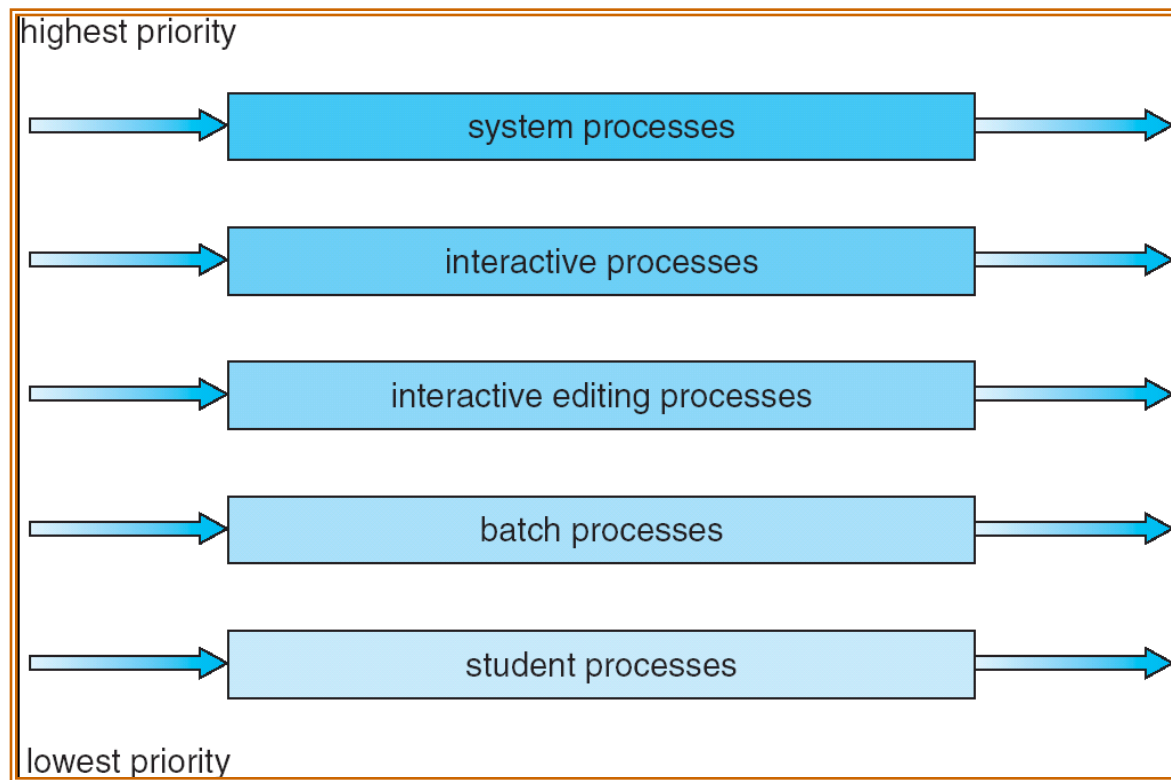 highest priority
system processes
interactive processes
interactive editing processes
batch processes
student processes
lowest priority